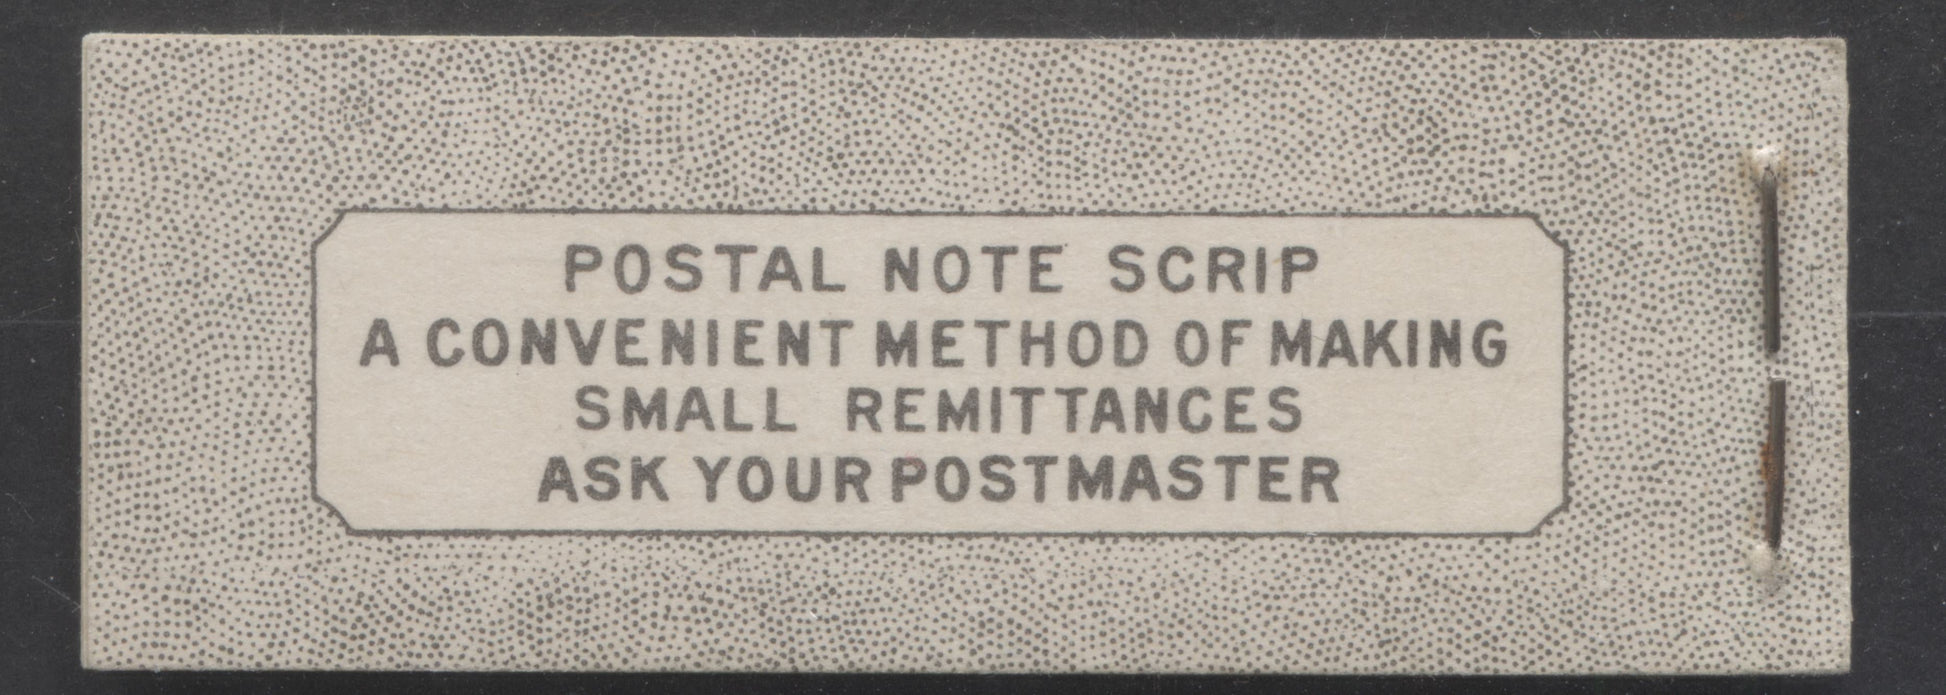 POSTAL NOTE SCRIP
A CONVENIENT METHOD OF MAKING
SMALL REMITTANCES
ASK YOUR POSTMASTER